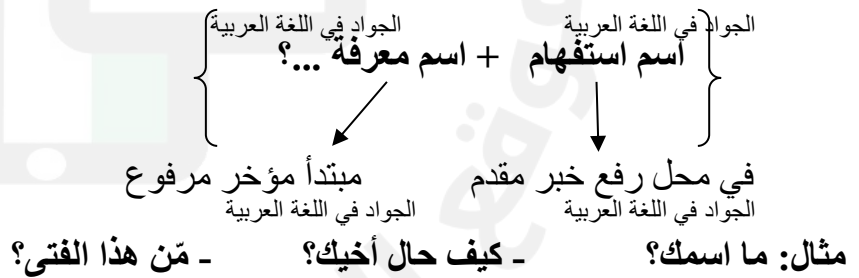 الجواد في اللغة العربية الجواد في اللغة العربية
اسم استفهام + اسم معرفة ...؟
في محل رفع خبر مقدم مبتدأ مؤخر مرفوع
الجواد في اللغة العربية الجواد في اللغة العربية
مثال: ما اسمك؟ - كيف حال أخيك؟ - مّن هذا الفتى؟